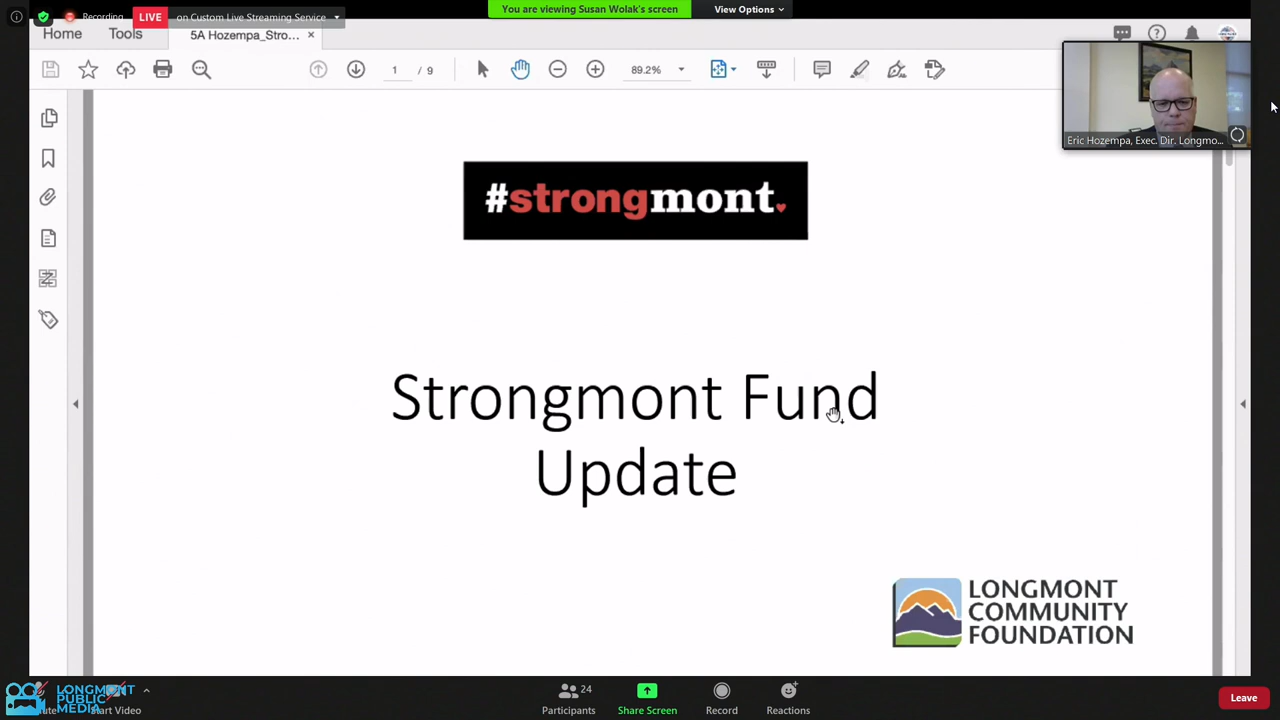 Recording
LIVE
on Custom Live Streaming Service
You are viewing Susan Wolak's screen
View Options
Home
Tools
5A Hozempa_Stro...
1 / 9
89.2%
Eric Hozempa, Exec. Dir. Longmo...
#strongmont.
Strongmont Fund
Update
LONGMONT
COMMUNITY
FOUNDATION
LONGMONT
PUBLIC
MEDIA
Start Video
24
Participants
Share Screen
Record
Reactions
Leave